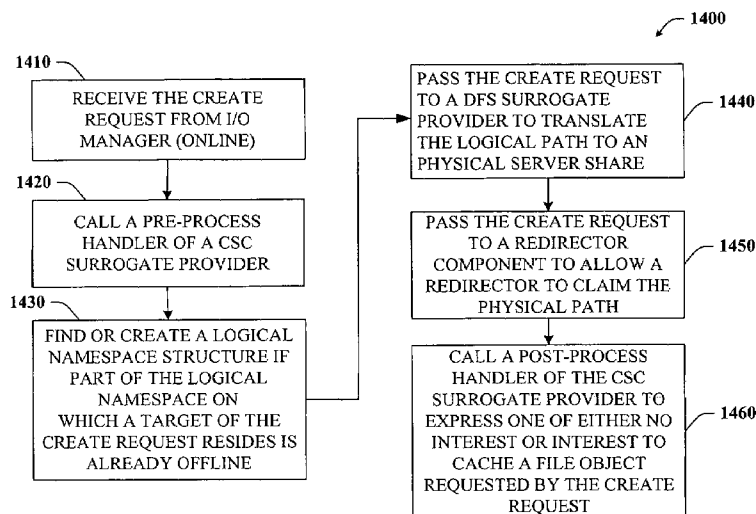 1400
1410
RECEIVE THE CREATE
REQUEST FROM I/O
MANAGER (ONLINE)
1420
CALL A PRE-PROCESS
HANDLER OF A CSC
SURROGATE PROVIDER
1430
FIND OR CREATE A LOGICAL
NAMESPACE STRUCTURE IF
PART OF THE LOGICAL
NAMESPACE ON
WHICH A TARGET OF THE
CREATE REQUEST RESIDES IS
ALREADY OFFLINE
PASS THE CREATE REQUEST
TO A DFS SURROGATE
PROVIDER TO TRANSLATE
THE LOGICAL PATH TO AN
PHYSICAL SERVER SHARE
1440
PASS THE CREATE REQUEST
TO A REDIRECTOR
COMPONENT TO ALLOW A
REDIRECTOR TO CLAIM THE
PHYSICAL PATH
1450
CALL A POST-PROCESS
HANDLER OF THE CSC
SURROGATE PROVIDER TO
EXPRESS ONE OF EITHER NO
INTEREST OR INTEREST TO
CACHE A FILE OBJECT
REQUESTED BY THE CREATE
REQUEST
1460